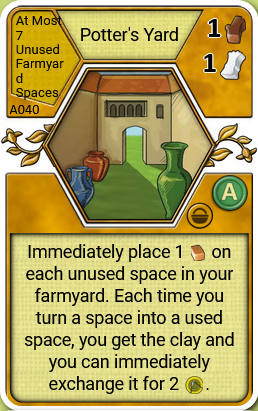 At Most
7
Unused
Farmyar
d
Spaces
Potter's Yard
1
1
A040
A
Immediately place 1 on
each unused space in your
farmyard. Each time you
turn a space into a used
space, you get the clay and
you can immediately
exchange it for 2 .